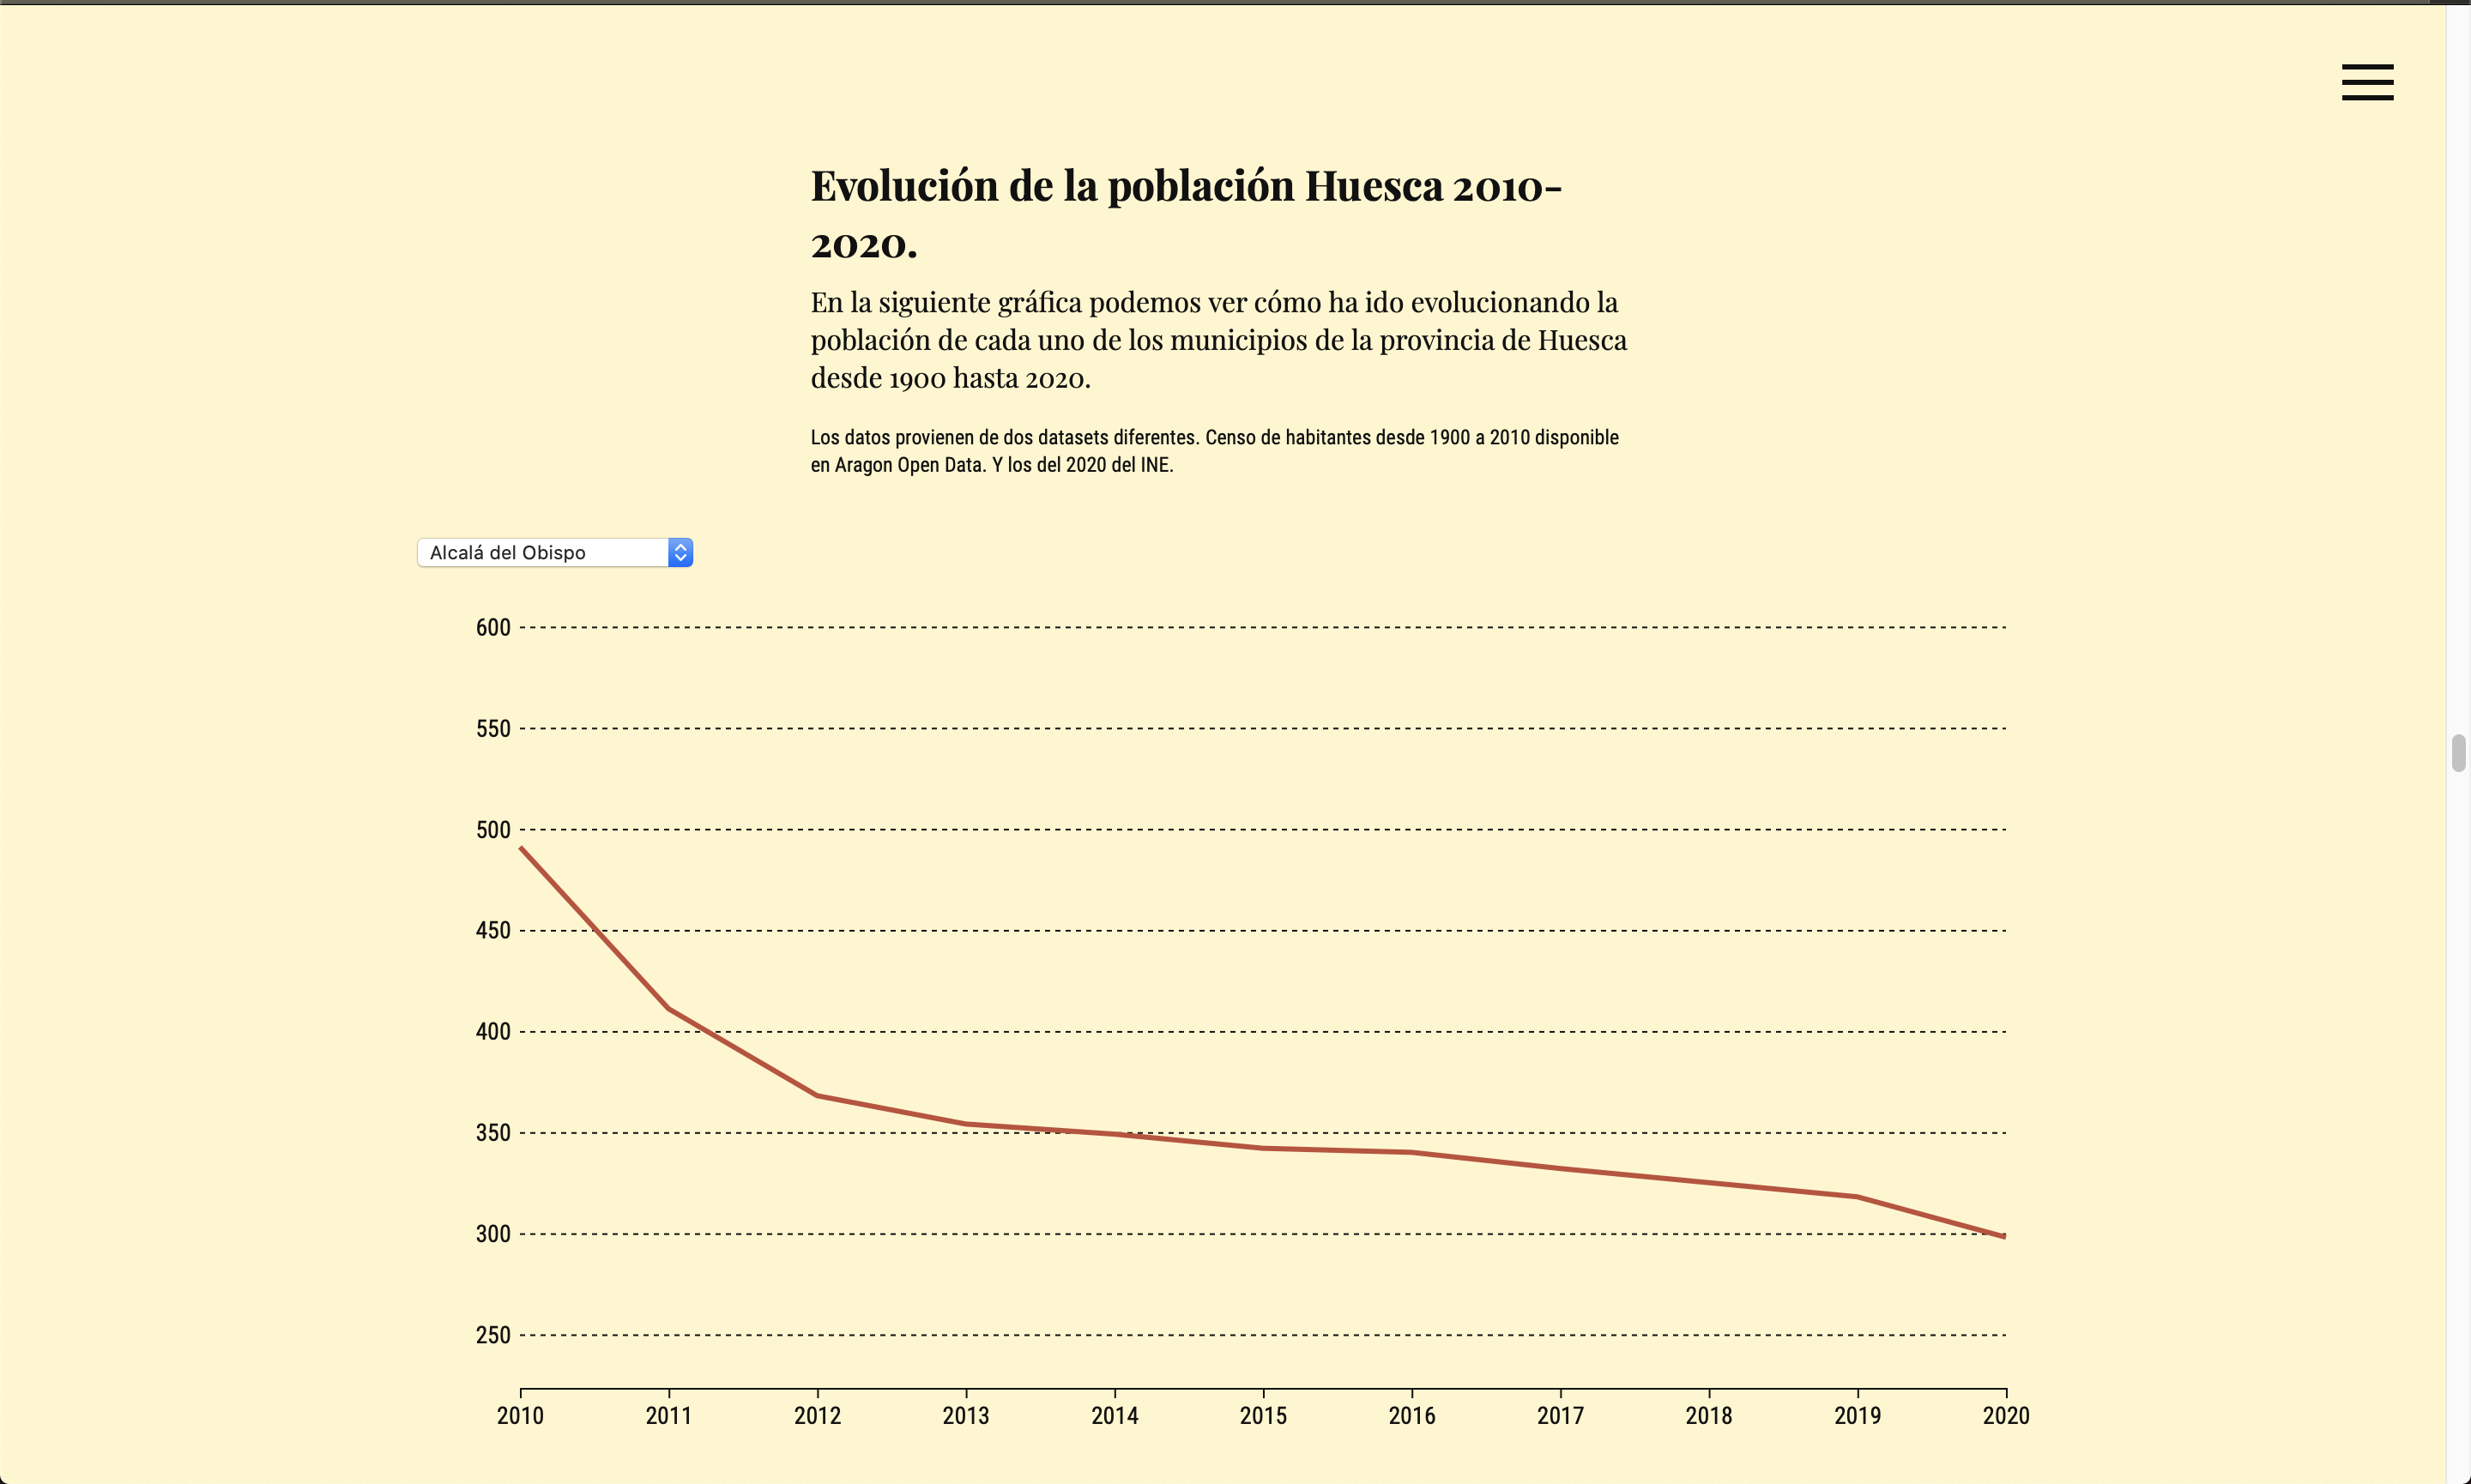 Evolución de la población Huesca 2010-
2020.
En la siguiente gráfica podemos ver cómo ha ido evolucionando la
población de cada uno de los municipios de la provincia de Huesca
desde 1900 hasta 2020.
Los datos provienen de dos datasets diferentes. Censo de habitantes desde 1900 a 2010 disponible
en Aragon Open Data. Y los del 2020 del INE.
Alcalá del Obispo
600
550
500
450
400
350
300
250
2010 2011 2012 2013 2014 2015 2016 2017 2018 2019 2020